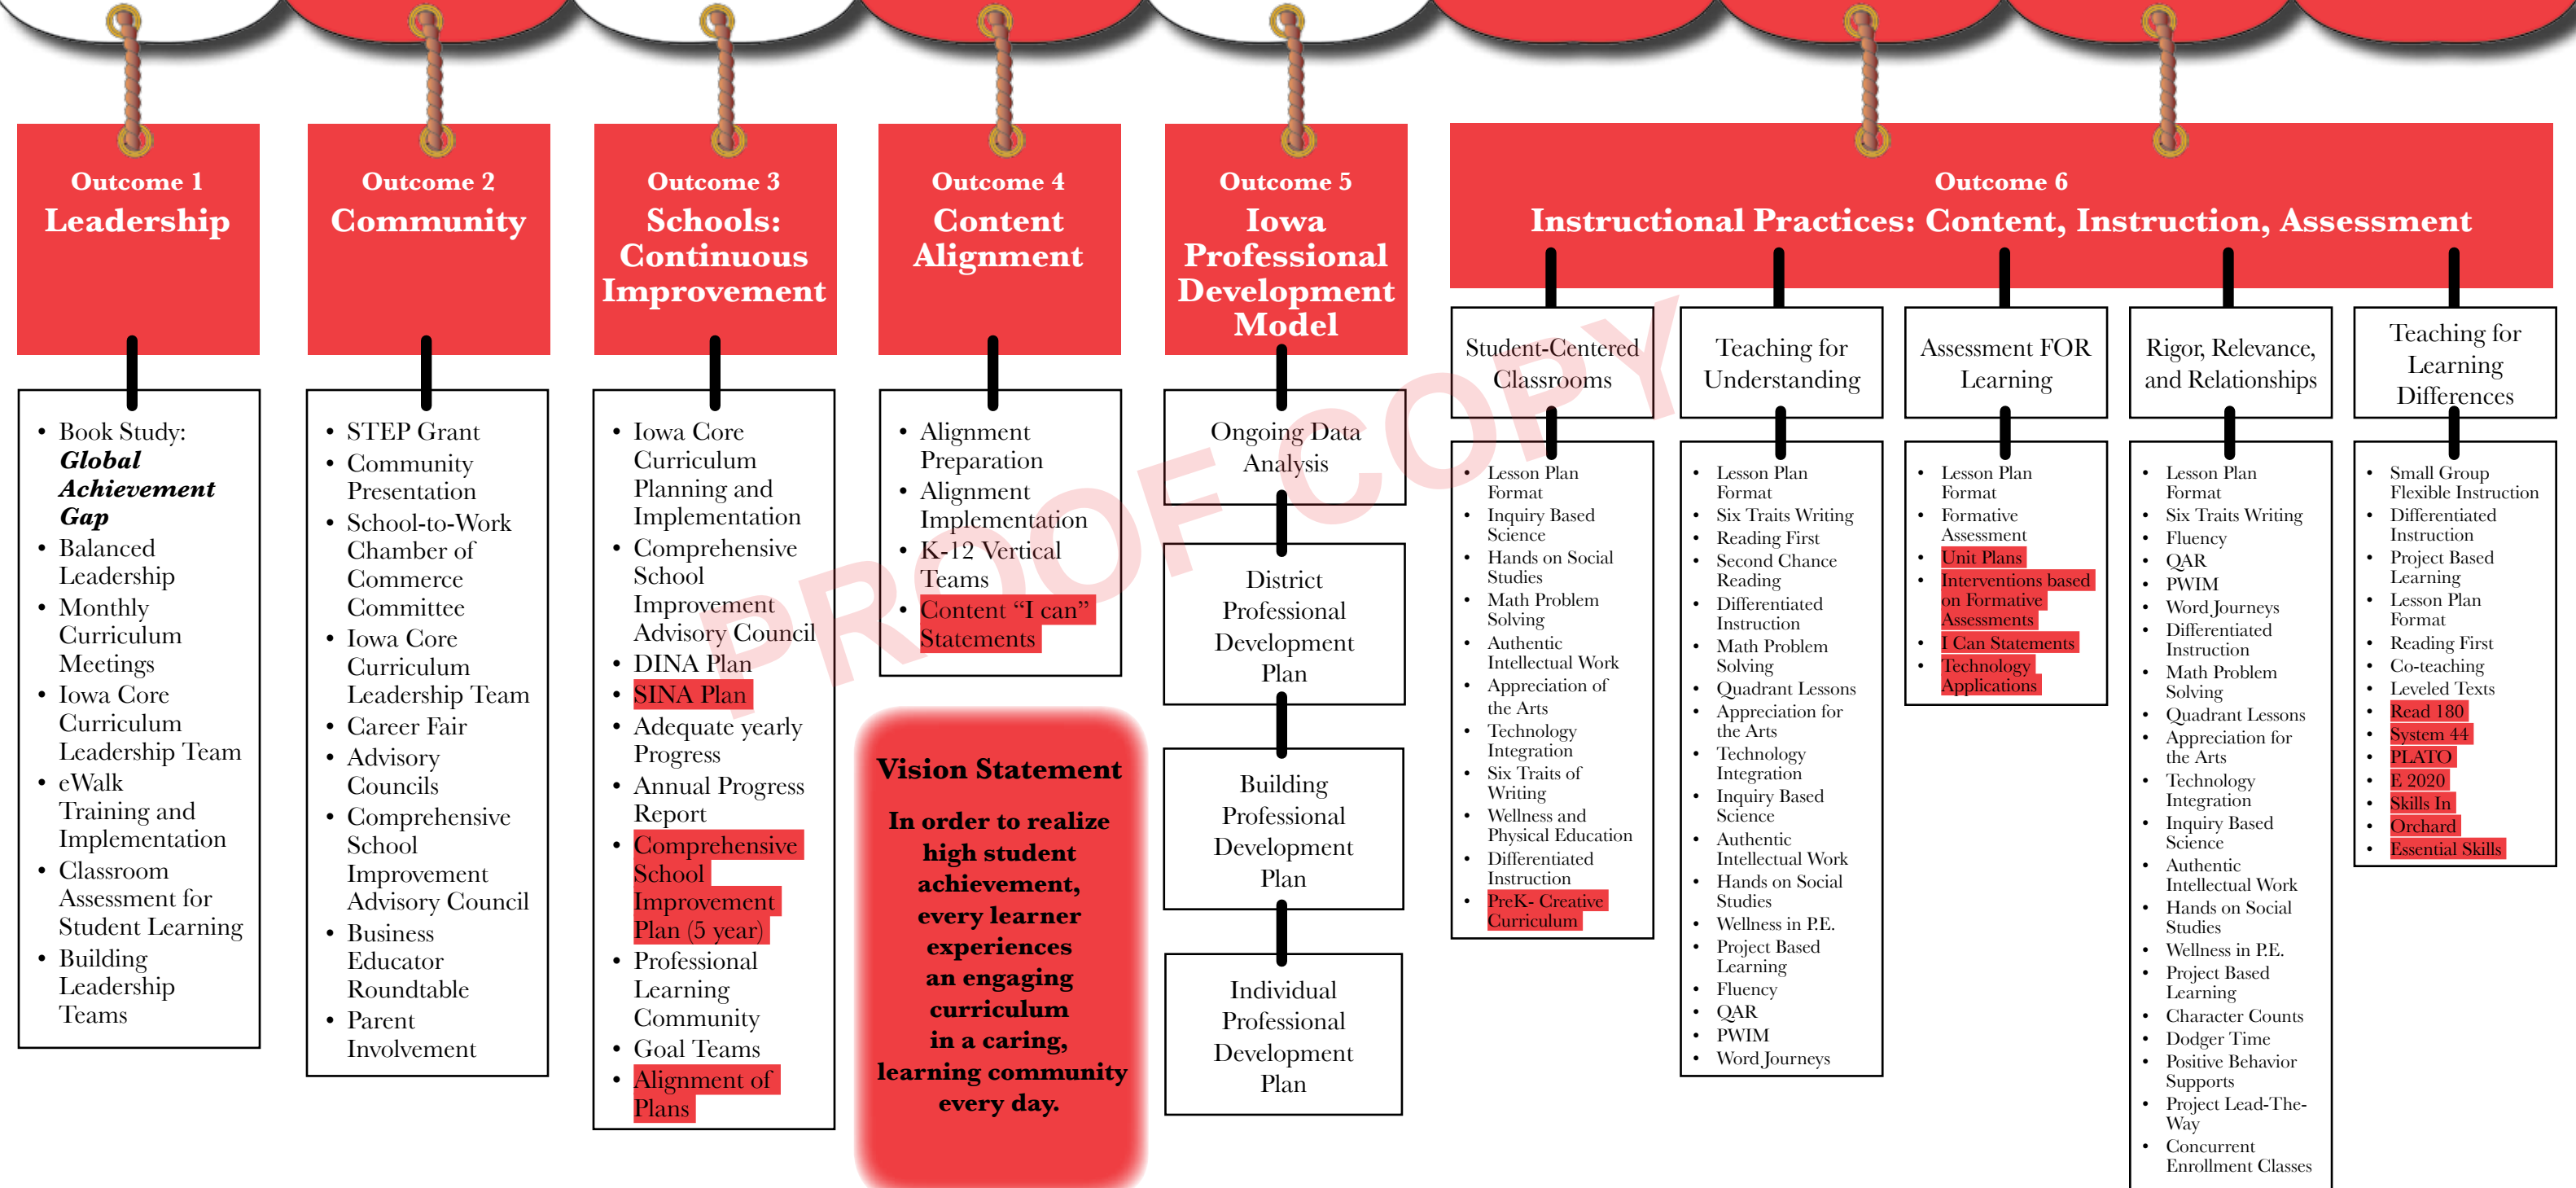 Outcome 1
Leadership
• Book Study:
Global
Achievement
Gap
• Balanced
Leadership
• Monthly
Curriculum
Meetings
• Iowa Core
Curriculum
Leadership Team
• eWalk
Training and
Implementation
• Classroom
Assessment for
Student Learning
• Building
Leadership
Teams
Outcome 2
Community
• STEP Grant
• Community
Presentation
• School-to-Work
Chamber of
Commerce
Committee
• Iowa Core
Curriculum
Leadership Team
• Career Fair
• Advisory
Councils
• Comprehensive
School
Improvement
Advisory Council
• Business
Educator
Roundtable
• Parent
Involvement
Outcome 3
Schools:
Continuous
Improvement
• Iowa Core
Curriculum
Planning and
Implementation
• Comprehensive
School
Improvement
Advisory Council
• DINA Plan
• SINA Plan
• Adequate yearly
Progress
• Annual Progress
Report
• Comprehensive
School
Improvement
Plan (5 year)
• Professional
Learning
Community
• Goal Teams
• Alignment of
Plans
Outcome 4
Content
Alignment
• Alignment
Preparation
• Alignment
Implementation
• K-12 Vertical
Teams
• Content “I can”
Statements
Vision Statement
In order to realize
high student
achievement,
every learner
experiences
an engaging
curriculum
in a caring,
learning community
every day.
Outcome 5
Iowa
Professional
Development
Model
Ongoing Data
Analysis
District
Professional
Development
Plan
Building
Professional
Development
Plan
Individual
Professional
Development
Plan
Outcome 6
Instructional Practices: Content, Instruction, Assessment
Student-Centered
Classrooms
• Lesson Plan
Format
• Inquiry Based
Science
• Hands on Social
Studies
• Math Problem
Solving
• Authentic
Intellectual Work
• Appreciation of
the Arts
• Technology
Integration
• Six Traits of
Writing
• Wellness and
Physical Education
• Differentiated
Instruction
• PreK- Creative
Curriculum
Teaching for
Understanding
• Lesson Plan
Format
• Six Traits Writing
• Reading First
• Second Chance
Reading
• Differentiated
Instruction
• Math Problem
Solving
• Quadrant Lessons
• Appreciation for
the Arts
• Technology
Integration
• Inquiry Based
Science
• Authentic
Intellectual Work
• Hands on Social
Studies
• Wellness in P.E.
• Project Based
Learning
• Fluency
• QAR
• PWIM
• Word Journeys
Assessment FOR
Learning
• Lesson Plan
Format
• Formative
Assessment
• Unit Plans
• Interventions based
on Formative
Assessments
• I Can Statements
• Technology
Applications
Rigor, Relevance,
and Relationships
• Lesson Plan
Format
• Six Traits Writing
• Fluency
• QAR
• PWIM
• Word Journeys
• Differentiated
Instruction
• Math Problem
Solving
• Quadrant Lessons
• Appreciation for
the Arts
• Technology
Integration
• Inquiry Based
Science
• Authentic
Intellectual Work
• Hands on Social
Studies
• Wellness in P.E.
• Project Based
Learning
• Character Counts
• Dodger Time
• Positive Behavior
Supports
• Project Lead-The-
Way
• Concurrent
Enrollment Classes
Teaching for
Learning
Differences
• Small Group
Flexible Instruction
• Differentiated
Instruction
• Project Based
Learning
• Lesson Plan
Format
• Reading First
• Co-teaching
• Leveled Texts
• Read 180
• System 44
• PLATO
• E 2020
• Skills In
• Orchard
• Essential Skills
PROOF COPY